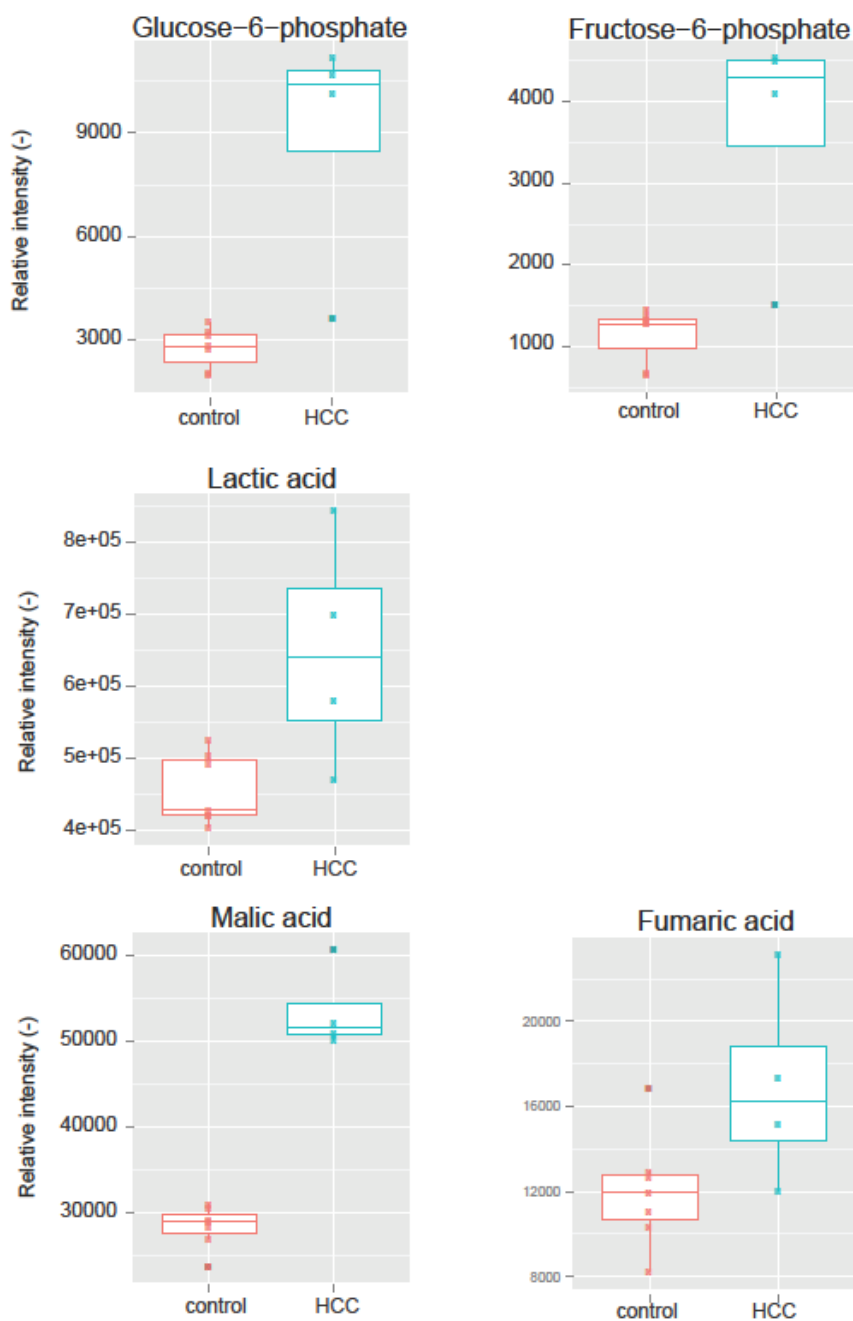 Glucose−6−phosphate
Relative intensity (-)
9000
6000
3000
control HCC
Fructose−6−phosphate
4000
3000
2000
1000
control HCC
Lactic acid
Relative intensity (-)
8e+05
7e+05
6e+05
5e+05
4e+05
control HCC
Malic acid
Relative intensity (-)
60000
50000
40000
30000
control HCC
Fumaric acid
20000
16000
12000
8000
control HCC